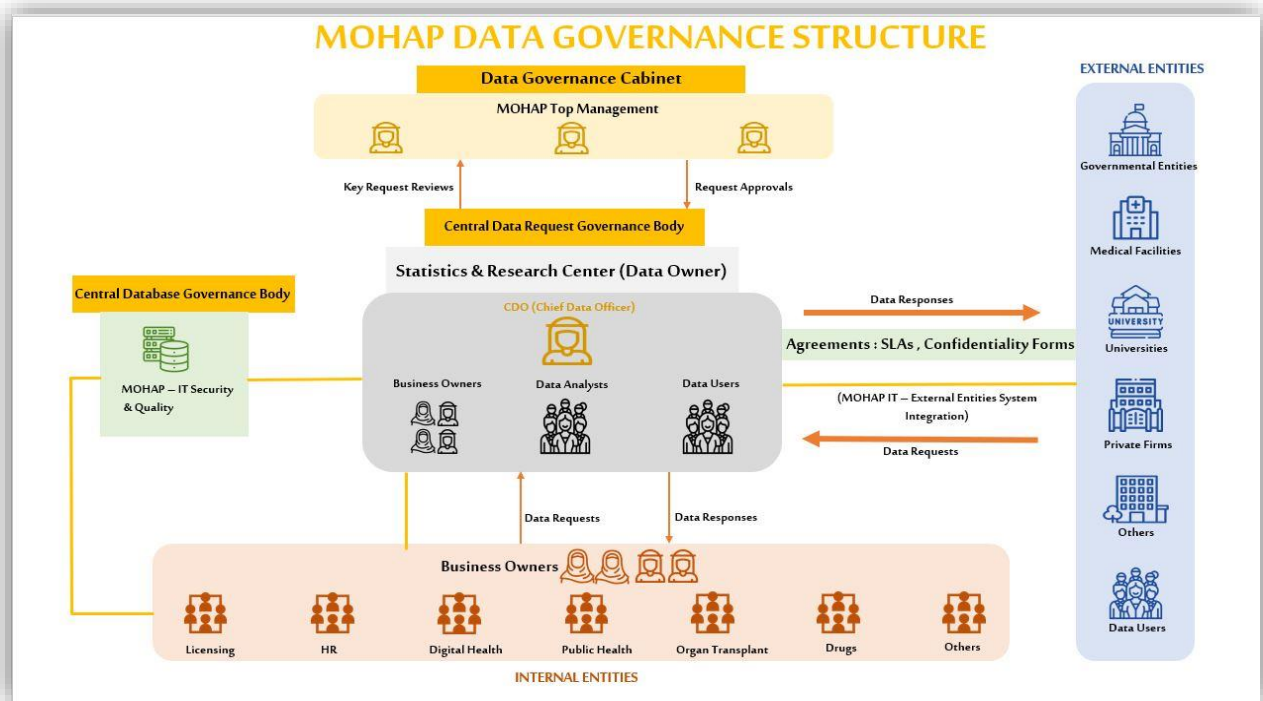 MOHAP DATA GOVERNANCE STRUCTURE
Data Governance Cabinet
MOHAP Top Management
Key Request Reviews
Request Approvals
Central Data Request Governance Body
Statistics & Research Center (Data Owner)
CDO (Chief Data Officer)
Business Owners
Data Analysts
Data Users
Central Database Governance Body
MOHAP – IT Security
& Quality
Data Responses
Agreements : SLAs , Confidentiality Forms
(MOHAP IT – External Entities System
Integration)
Data Requests
Data Requests
Data Responses
Business Owners
Licensing
HR
Digital Health
Public Health
Organ Transplant
Drugs
Others
INTERNAL ENTITIES
EXTERNAL ENTITIES
Governmental Entities
Medical Facilities
UNIVERSITY
Universities
Private Firms
Others
Data Users